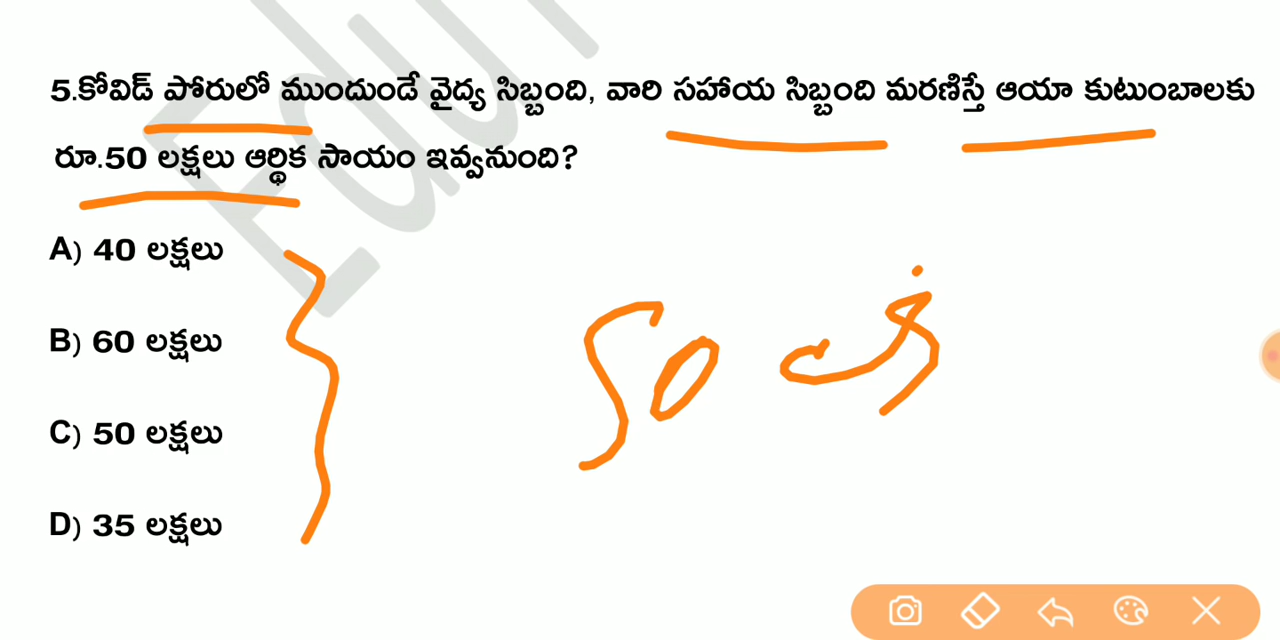 5.కోవిడ్ పోరులో ముందుండే వైద్య సిబ్బంది, వారి సహాయ సిబ్బంది మరణిస్తే ఆయా కుటుంబాలకు
రూ.50 లక్షలు ఆర్థిక సాయం ఇవ్వనుంది?
A) 40 లక్షలు
B) 60 లక్షలు
C) 50 లక్షలు
D) 35 లక్షలు
50